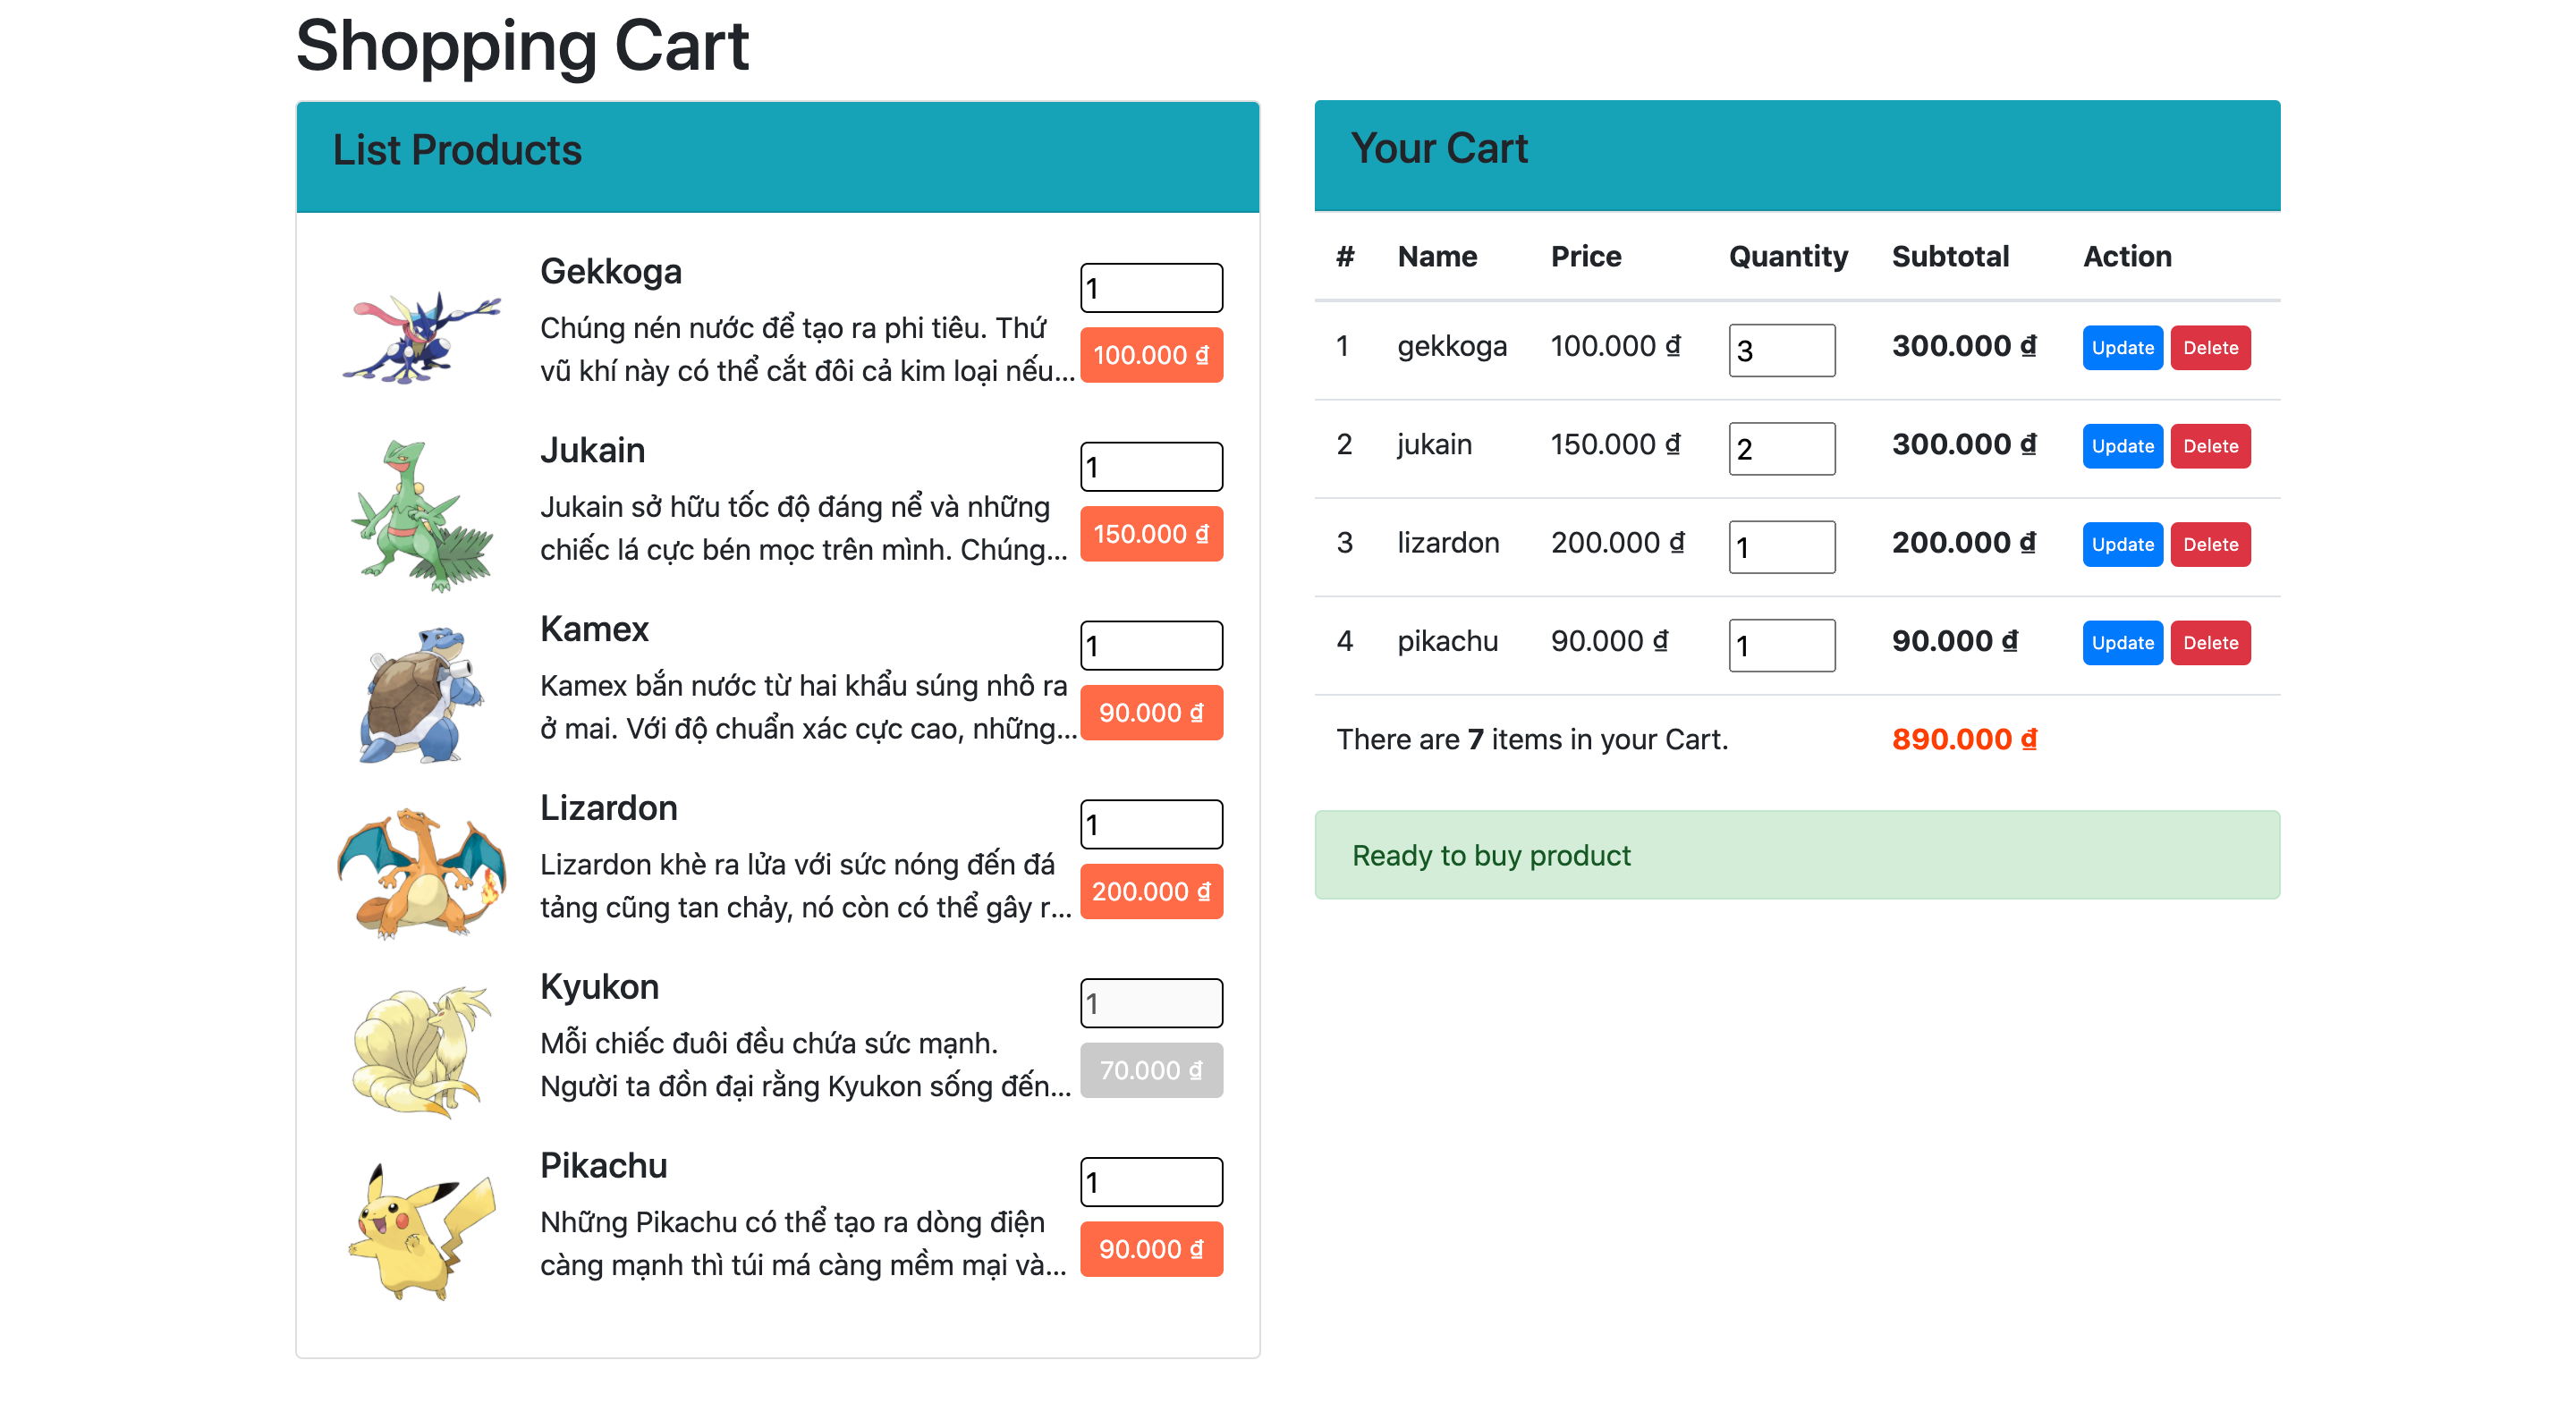 Shopping Cart
List Products
Gekkoga
1
Chúng nén nước để tạo ra phi tiêu. Thứ
vũ khí này có thể cắt đôi cả kim loại nếu...
100.000 ₫
Jukain
1
Jukain sở hữu tốc độ đáng nể và những
chiếc lá cực bén mọc trên mình. Chúng...
150.000 ₫
Kamex
1
Kamex bắn nước từ hai khẩu súng nhô ra
ở mai. Với độ chuẩn xác cực cao, những...
90.000 ₫
Lizardon
1
Lizardon khè ra lửa với sức nóng đến đá
tảng cũng tan chảy, nó còn có thể gây r...
200.000 ₫
Kyukon
1
Mỗi chiếc đuôi đều chứa sức mạnh.
Người ta đồn đại rằng Kyukon sống đến...
70.000 ₫
Pikachu
1
Những Pikachu có thể tạo ra dòng điện
càng mạnh thì túi má càng mềm mại và...
90.000 ₫
Your Cart
# Name Price Quantity Subtotal Action
1 gekkoga 100.000 ₫ 3 300.000 ₫ Update Delete
2 jukain 150.000 ₫ 2 300.000 ₫ Update Delete
3 lizardon 200.000 ₫ 1 200.000 ₫ Update Delete
4 pikachu 90.000 ₫ 1 90.000 ₫ Update Delete
There are 7 items in your Cart. 890.000 ₫
Ready to buy product